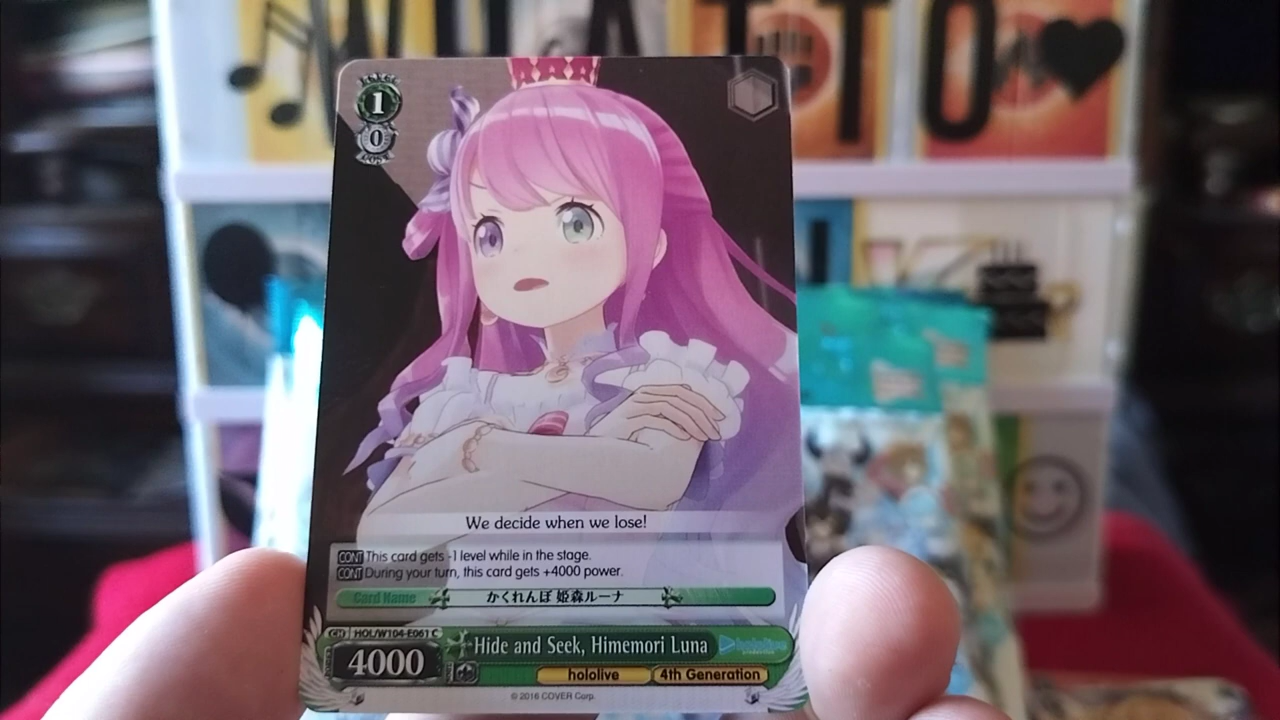 1
0
We decide when we lose!
CONT This card gets -1 level while in the stage.
CONT During your turn, this card gets +4000 power.
Card Name かくれんぼ 姫森ルーナ
CH HOL/W104-E061 C
Hide and Seek, Himemori Luna
4000
hololive 4th Generation
© 2016 COVER Corp.